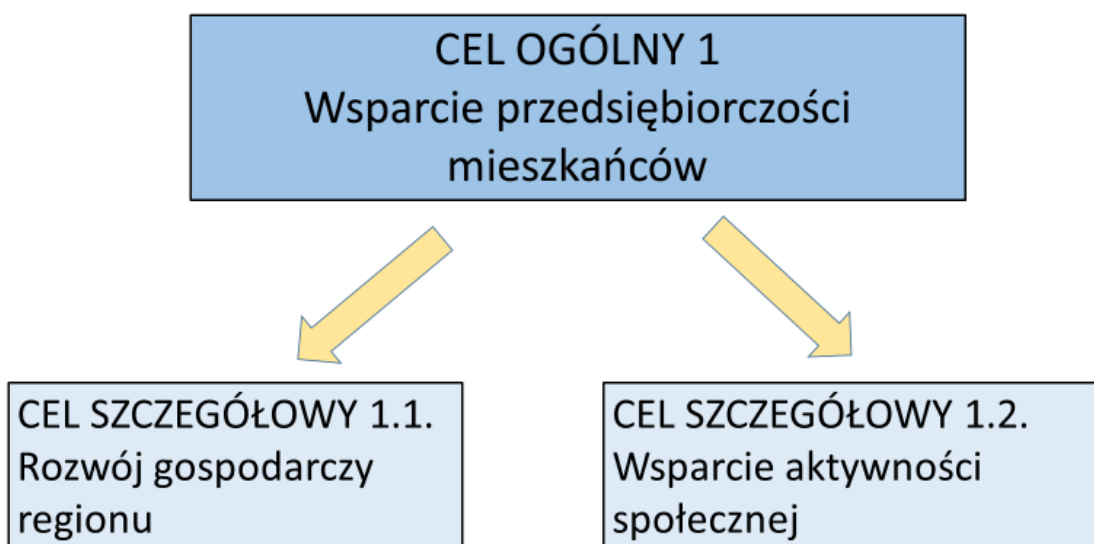 CEL OGÓLNY 1
Wsparcie przedsiębiorczości
mieszkańców
CEL SZCZEGÓŁOWY 1.1.
Rozwój gospodarczy
regionu
CEL SZCZEGÓŁOWY 1.2.
Wsparcie aktywności
społecznej